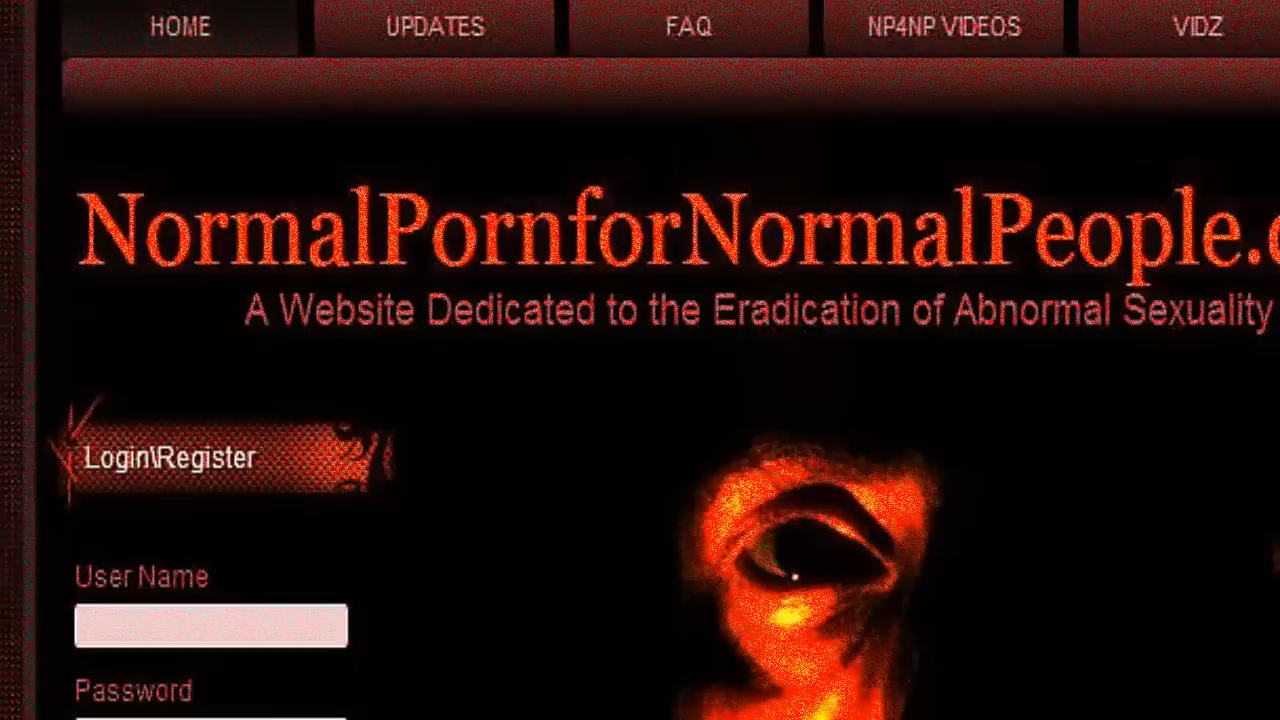 HOME UPDATES FAQ NP4NP VIDEOS VIDZ
NormalPornforNormalPeople.
A Website Dedicated to the Eradication of Abnormal Sexuality
Login\Register
User Name
Password